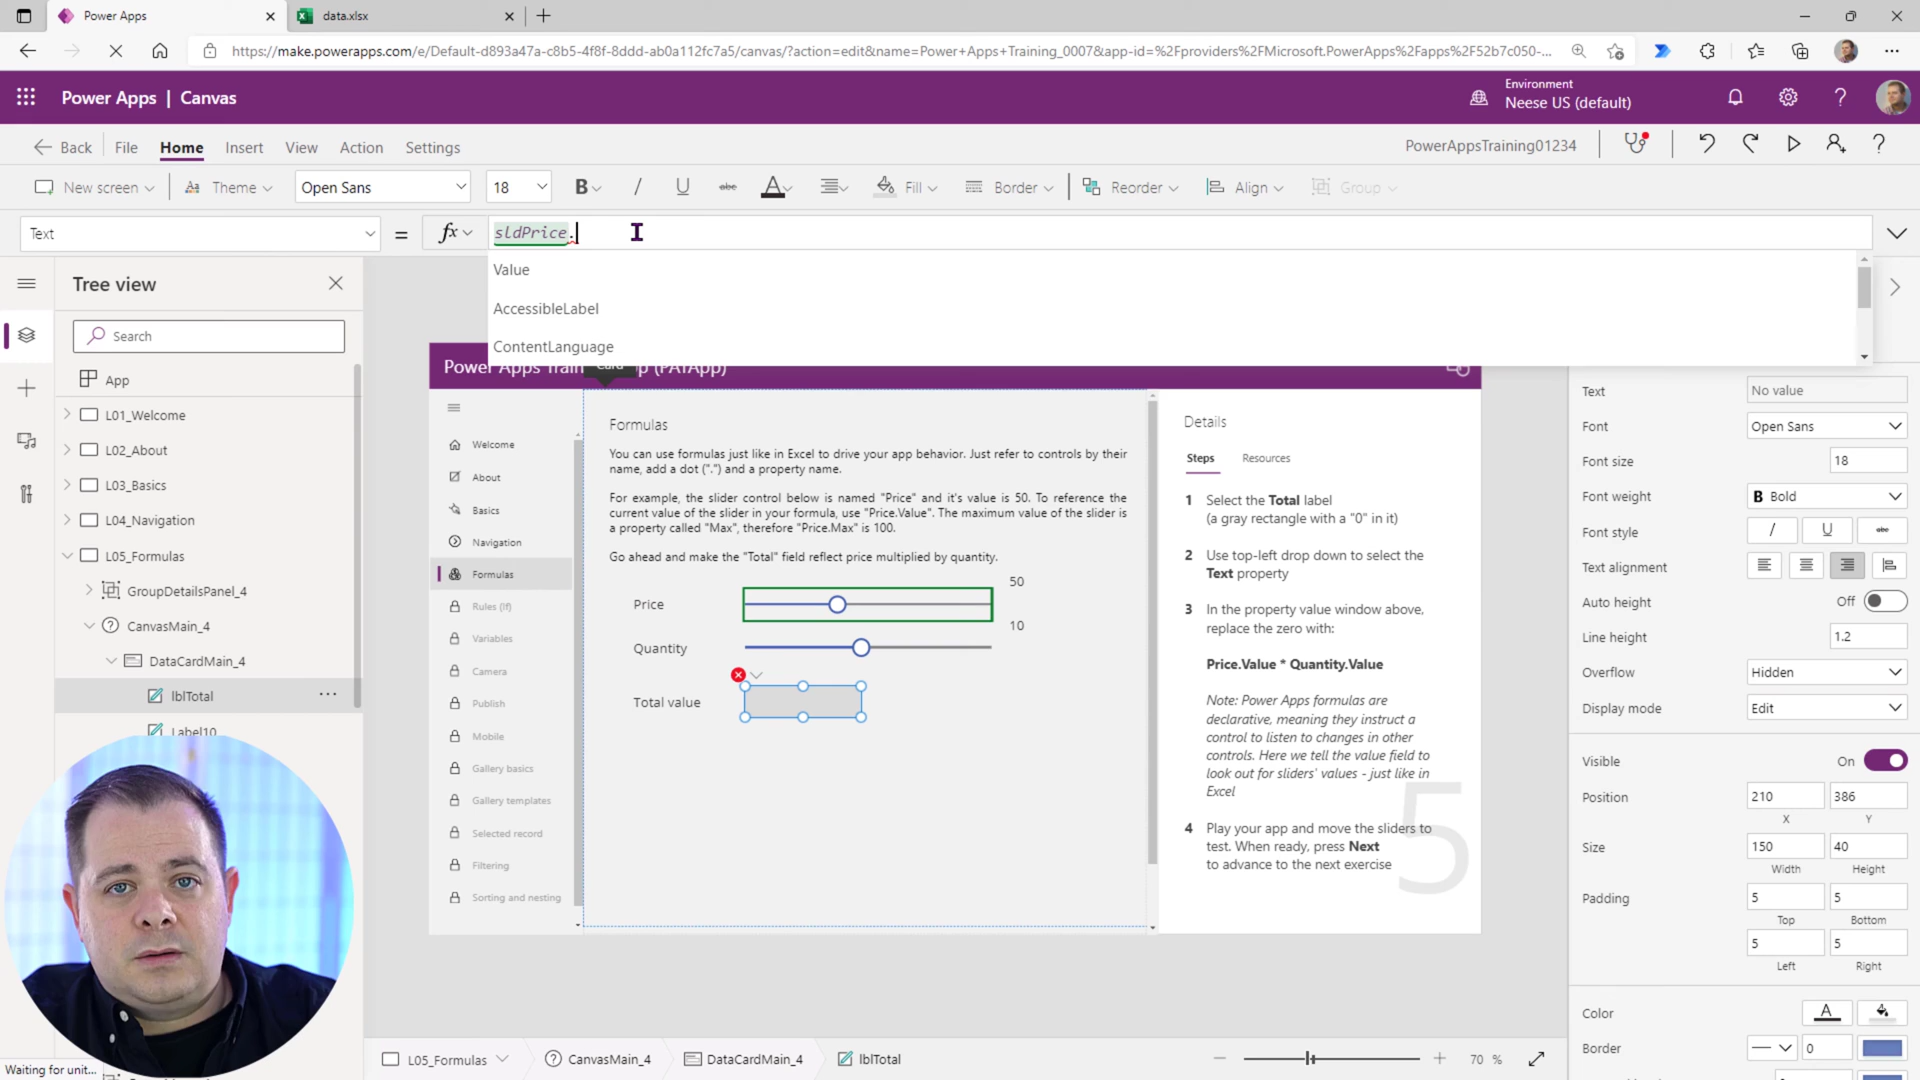 Power Apps
data.xlsx
https://make.powerapps.com/e/Default-d893a47a-c8b5-4f8f-8ddd-ab0a112fc7a5/canvas/?action=edit&name=Power+Apps+Training_0007&app-id=%2Fproviders%2FMicrosoft.PowerApps%2Fapps%2F52b7c050-...
Power Apps | Canvas
Environment
Neese US (default)
Back
File
Home
Insert
View
Action
Settings
PowerAppsTraining01234
New screen
Theme
Open Sans
18
B
Fill
Border
Reorder
Align
Group
Text
=
fx
sldPrice.
Value
AccessibleLabel
ContentLanguage
Tree view
Search
App
L01_Welcome
L02_About
L03_Basics
L04_Navigation
L05_Formulas
GroupDetailsPanel_4
CanvasMain_4
DataCardMain_4
lblTotal
Label10
Waiting for unit...
Welcome
About
Basics
Navigation
Formulas
Rules (If)
Variables
Camera
Publish
Mobile
Gallery basics
Gallery templates
Selected record
Filtering
Sorting and nesting
Formulas
You can use formulas just like in Excel to drive your app behavior. Just refer to controls by their
name, add a dot (".") and a property name.
For example, the slider control below is named "Price" and it's value is 50. To reference the
current value of the slider in your formula, use "Price.Value". The maximum value of the slider is
a property called "Max", therefore "Price.Max" is 100.
Go ahead and make the "Total" field reflect price multiplied by quantity.
Price
50
Quantity
10
Total value
Details
Steps
Resources
1 Select the Total label
(a gray rectangle with a "0" in it)
2 Use top-left drop down to select the
Text property
3 In the property value window above,
replace the zero with:
Price.Value * Quantity.Value
Note: Power Apps formulas are
declarative, meaning they instruct a
control to listen to changes in other
controls. Here we tell the value field to
look out for sliders' values - just like in
Excel
4 Play your app and move the sliders to
test. When ready, press Next
to advance to the next exercise
5
Text
No value
Font
Open Sans
Font size
18
Font weight
B Bold
Font style
Text alignment
Auto height
Off
Line height
1.2
Overflow
Hidden
Display mode
Edit
Visible
On
Position
210
386
X
Y
Size
150
40
Width
Height
Padding
5
5
Top
Bottom
5
5
Left
Right
Color
Border
0
L05_Formulas
CanvasMain_4
DataCardMain_4
lblTotal
70 %